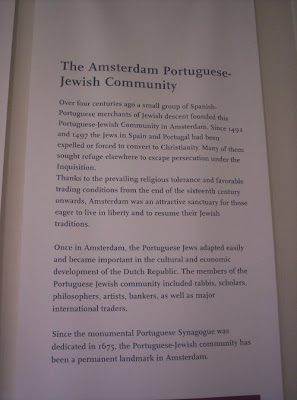 The Amsterdam Portuguese-
Jewish Community
Over four centuries ago a small group of Spanish-
Portuguese merchants of Jewish descent founded this
Portuguese-Jewish Community in Amsterdam. Since 1492
and 1497 the Jews in Spain and Portugal had been
expelled or forced to convert to Christianity. Many of them
sought refuge elsewhere to escape persecution under the
Inquisition.
Thanks to the prevailing religious tolerance and favorable
trading conditions from the end of the sixteenth century
onwards, Amsterdam was an attractive sanctuary for those
eager to live in liberty and to resume their Jewish
traditions.
Once in Amsterdam, the Portuguese Jews adapted easily
and became important in the cultural and economic
development of the Dutch Republic. The members of the
Portuguese Jewish community included rabbis, scholars,
philosophers, artists, bankers, as well as major
international traders.
Since the monumental Portuguese Synagogue was
dedicated in 1675, the Portuguese-Jewish community has
been a permanent landmark in Amsterdam.